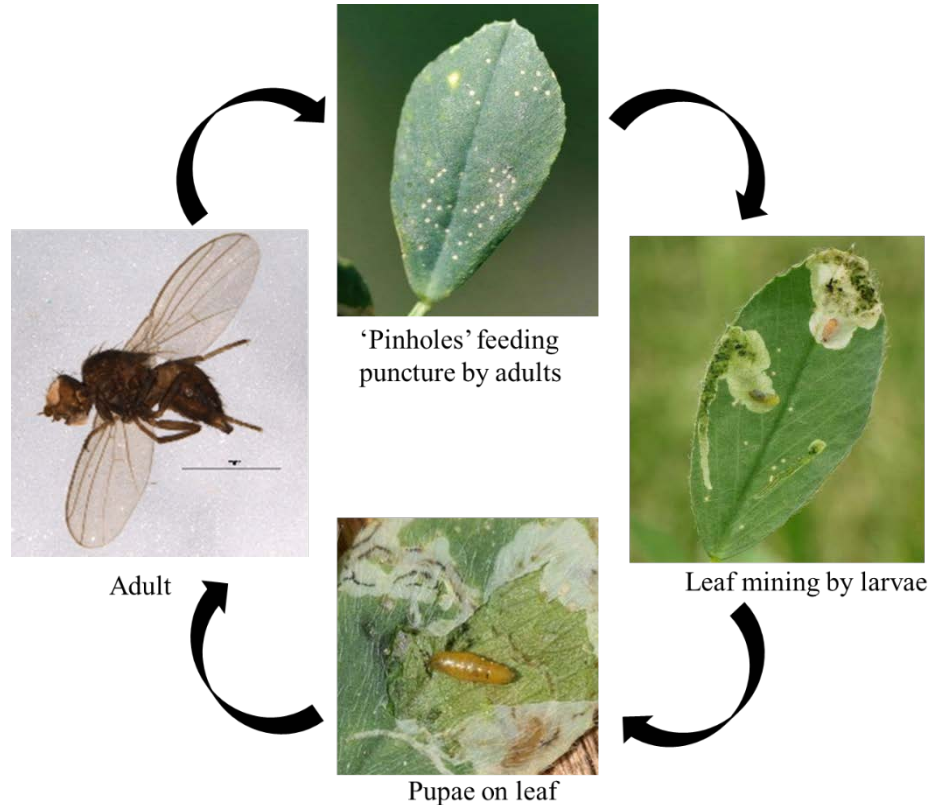 ‘Pinholes’ feeding
puncture by adults
Adult
Leaf mining by larvae
Pupae on leaf